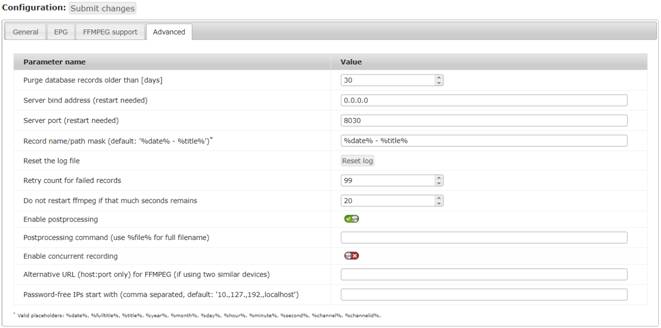 Configuration: Submit changes
General EPG FFMPEG support Advanced
Parameter name Value
Purge database records older than [days] 30
Server bind address (restart needed) 0.0.0.0
Server port (restart needed) 8030
Record name/path mask (default: '%date% - %title%')* %date% - %title%
Reset the log file Reset log
Retry count for failed records 99
Do not restart ffmpeg if that much seconds remains 20
Enable postprocessing
Postprocessing command (use %file% for full filename)
Enable concurrent recording
Alternative URL (host:port only) for FFMPEG (if using two similar devices)
Password-free IPs start with (comma separated, default: '10.,127.,192.,localhost')
* Valid placeholders: %date%, %fulltitle%, %title%, %year%, %month%, %day%, %hour%, %minute%, %second%, %channel%, %channelid%.